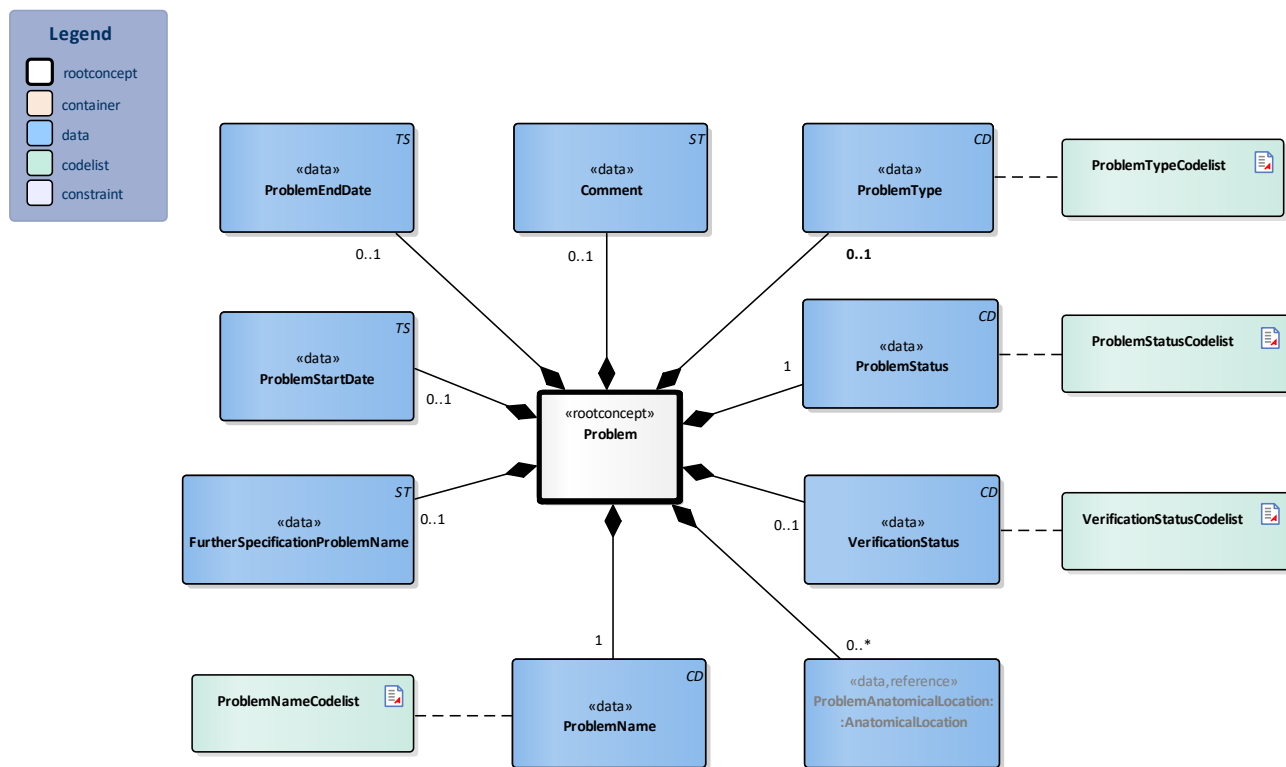 Legend
rootconcept
container
data
codelist
constraint
TS
«data»
ProblemEndDate
0..1
ST
«data»
Comment
0..1
CD
«data»
ProblemType
0..1
ProblemTypeCodelist
TS
«data»
ProblemStartDate
0..1
CD
«data»
ProblemStatus
1
ProblemStatusCodelist
«rootconcept»
Problem
ST
«data»
FurtherSpecificationProblemName
0..1
CD
«data»
VerificationStatus
0..1
VerificationStatusCodelist
ProblemNameCodelist
1
CD
«data»
ProblemName
0..*
«data,reference»
ProblemAnatomicalLocation:
:AnatomicalLocation